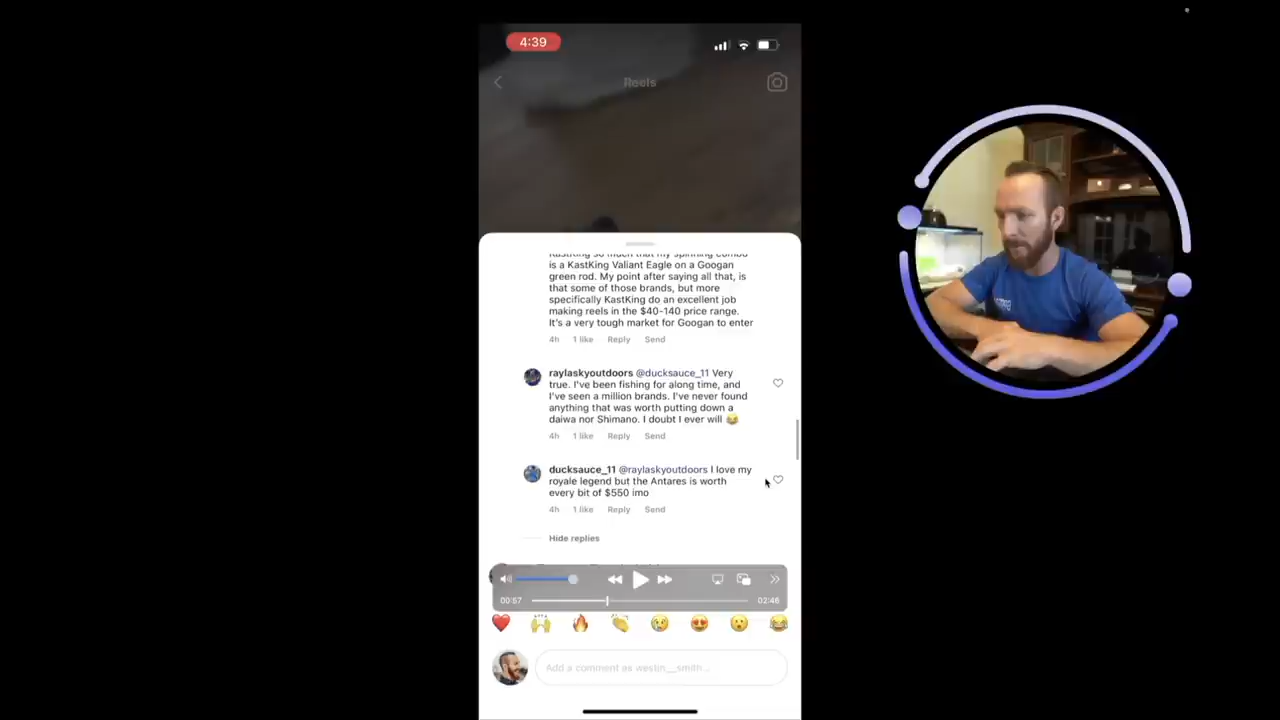 4:39
Reels
is a KastKing Valiant Eagle on a Googan
green rod. My point after saying all that, is
that some of those brands, but more
specifically KastKing do an excellent job
making reels in the $40-140 price range.
It's a very tough market for Googan to enter
4h 1 like Reply Send
raylaskyoutdoors @ducksauce_11 Very
true. I've been fishing for along time, and
I've seen a million brands. I've never found
anything that was worth putting down a
daiwa nor Shimano. I doubt I ever will 😂
4h 1 like Reply Send
ducksauce_11 @raylaskyoutdoors I love my
royale legend but the Antares is worth
every bit of $550 imo
4h 1 like Reply Send
Hide replies
00:57 02:46
Add a comment as westin__smith...